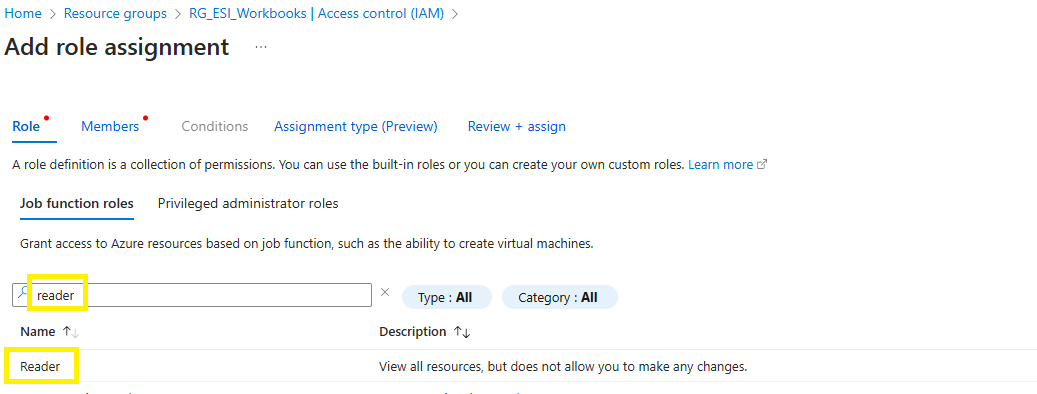 Home > Resource groups > RG_ESI_Workbooks | Access control (IAM) >
Add role assignment ...
Role Members Conditions Assignment type (Preview) Review + assign
A role definition is a collection of permissions. You can use the built-in roles or you can create your own custom roles. Learn more
Job function roles Privileged administrator roles
Grant access to Azure resources based on job function, such as the ability to create virtual machines.
reader × Type : All Category : All
Name ↑↓ Description ↑↓
Reader View all resources, but does not allow you to make any changes.